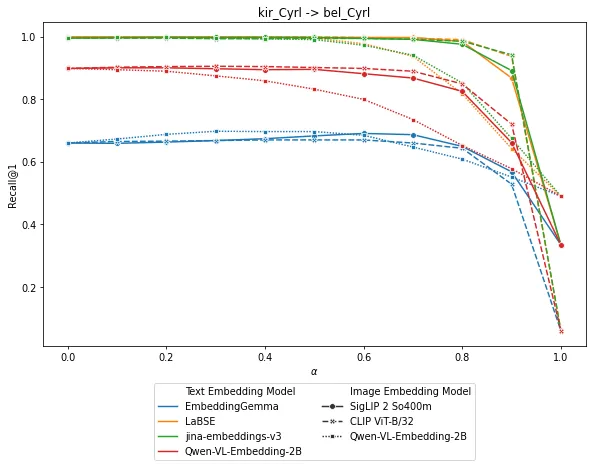 kir_Cyrl -> bel_Cyrl
1.0
0.8
0.6
0.4
0.2
Recall@1
0.0 0.2 0.4 0.6 0.8 1.0
α
Text Embedding Model Image Embedding Model
EmbeddingGemma SigLIP 2 So400m
LaBSE CLIP ViT-B/32
jina-embeddings-v3 Qwen-VL-Embedding-2B
Qwen-VL-Embedding-2B